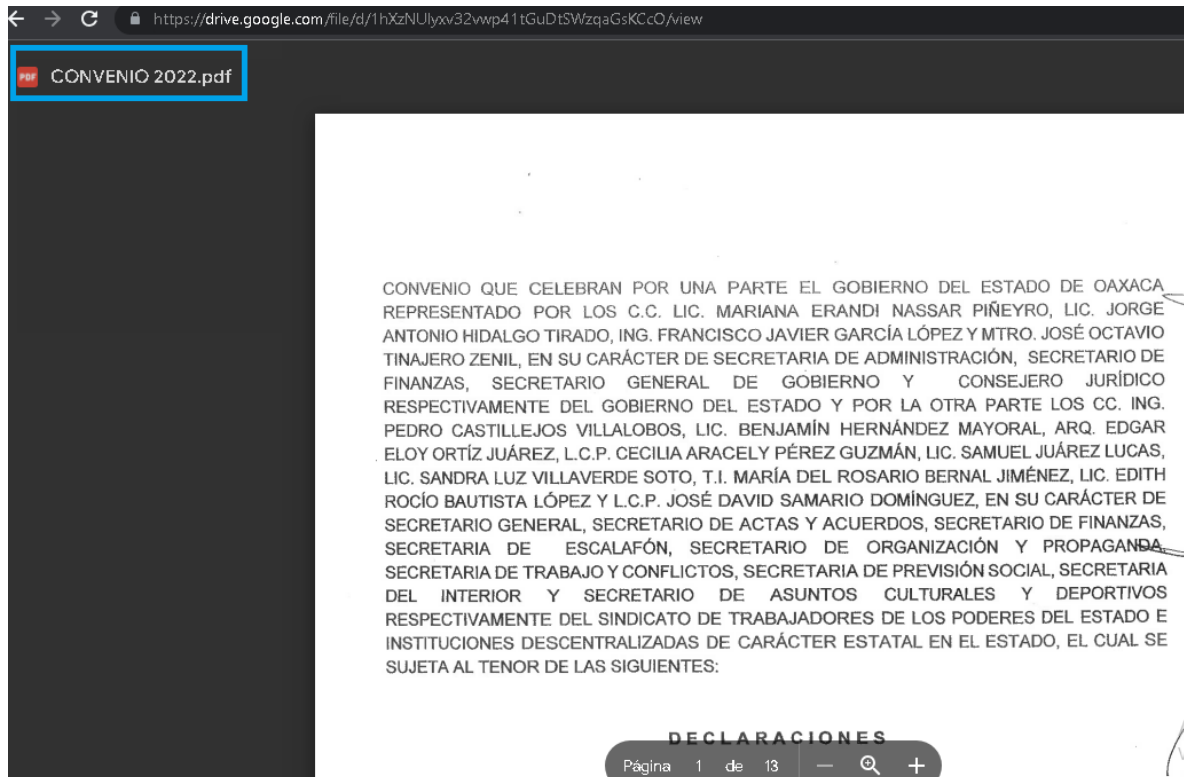 https://drive.google.com/file/d/1hXzNUlyxv32vwp41tGuDtSWzqaGsKCcO/view
PDF CONVENIO 2022.pdf
CONVENIO QUE CELEBRAN POR UNA PARTE EL GOBIERNO DEL ESTADO DE OAXACA
REPRESENTADO POR LOS C.C. LIC. MARIANA ERANDI NASSAR PIÑEYRO, LIC. JORGE
ANTONIO HIDALGO TIRADO, ING. FRANCISCO JAVIER GARCÍA LÓPEZ Y MTRO. JOSÉ OCTAVIO
TINAJERO ZENIL, EN SU CARÁCTER DE SECRETARIA DE ADMINISTRACIÓN, SECRETARIO DE
FINANZAS, SECRETARIO GENERAL DE GOBIERNO Y CONSEJERO JURÍDICO
RESPECTIVAMENTE DEL GOBIERNO DEL ESTADO Y POR LA OTRA PARTE LOS CC. ING.
PEDRO CASTILLEJOS VILLALOBOS, LIC. BENJAMÍN HERNÁNDEZ MAYORAL, ARQ. EDGAR
ELOY ORTÍZ JUÁREZ, L.C.P. CECILIA ARACELY PÉREZ GUZMÁN, LIC. SAMUEL JUÁREZ LUCAS,
LIC. SANDRA LUZ VILLAVERDE SOTO, T.I. MARÍA DEL ROSARIO BERNAL JIMÉNEZ, LIC. EDITH
ROCÍO BAUTISTA LÓPEZ Y L.C.P. JOSÉ DAVID SAMARIO DOMÍNGUEZ, EN SU CARÁCTER DE
SECRETARIO GENERAL, SECRETARIO DE ACTAS Y ACUERDOS, SECRETARIO DE FINANZAS,
SECRETARIA DE ESCALAFÓN, SECRETARIO DE ORGANIZACIÓN Y PROPAGANDA,
SECRETARIA DE TRABAJO Y CONFLICTOS, SECRETARIA DE PREVISIÓN SOCIAL, SECRETARIA
DEL INTERIOR Y SECRETARIO DE ASUNTOS CULTURALES Y DEPORTIVOS
RESPECTIVAMENTE DEL SINDICATO DE TRABAJADORES DE LOS PODERES DEL ESTADO E
INSTITUCIONES DESCENTRALIZADAS DE CARÁCTER ESTATAL EN EL ESTADO, EL CUAL SE
SUJETA AL TENOR DE LAS SIGUIENTES:
DECLARACIONES
Página 1 de 13